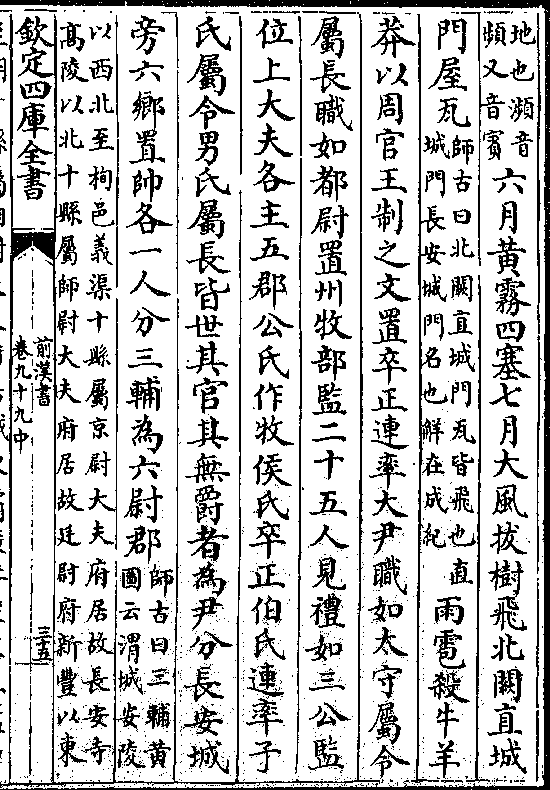 地也瀕音
頻又音賓六月黃霧四塞七月大風拔樹飛北闕直城
門屋瓦師古曰北闕直城門瓦皆飛也直
城門長安城門名也解在成紀雨雹殺牛羊
莽以周官王制之文置卒正連率大尹職如太守屬令
屬長職如都尉置州牧部監二十五人見禮如三公監
位上大夫各主五郡公氏作牧侯氏卒正伯氏連率子
氏屬令男氏屬長皆世其官其無爵者為尹分長安城
旁六鄉置帥各一人分三輔為六尉郡師古曰三輔黃
圖云渭城安陵
以西北至栒邑義渠十縣屬京尉大夫府居故長安寺
高陵以北十縣屬師尉大夫府居故廷尉府新豐以東
欽定四庫全書
前漢書
卷九十九中
三五